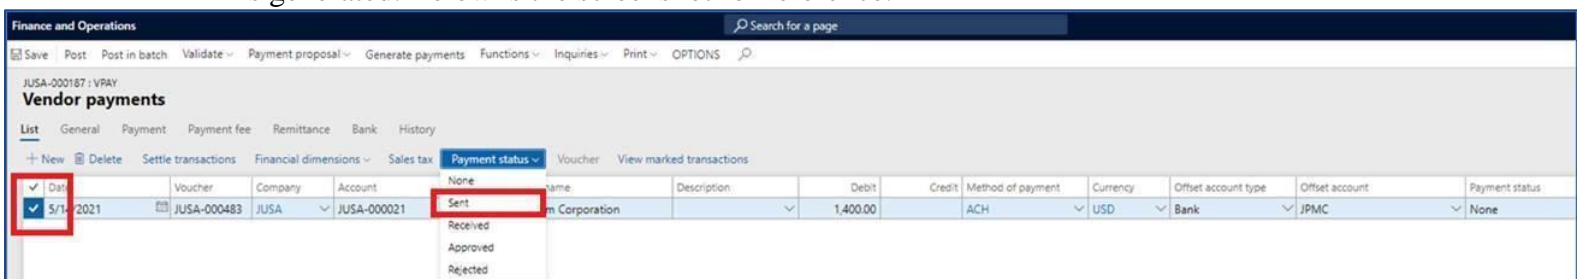 Finance and Operations Search for a page
Save Post Post in batch Validate Payment proposal Generate payments Functions Inquiries Print OPTIONS
JUSA-000187 : VPAY
Vendor payments
List General Payment Payment fee Remittance Bank History
+ New Delete Settle transactions Financial dimensions Sales tax Payment status Voucher View marked transactions
None
Date Voucher Company Account name Description Debit Credit Method of payment Currency Offset account type Offset account Payment status
Sent
5/14/2021 JUSA-000483 JUSA JUSA-000021 m Corporation 1,400.00 ACH USD Bank JPMC None
Received
Approved
Rejected